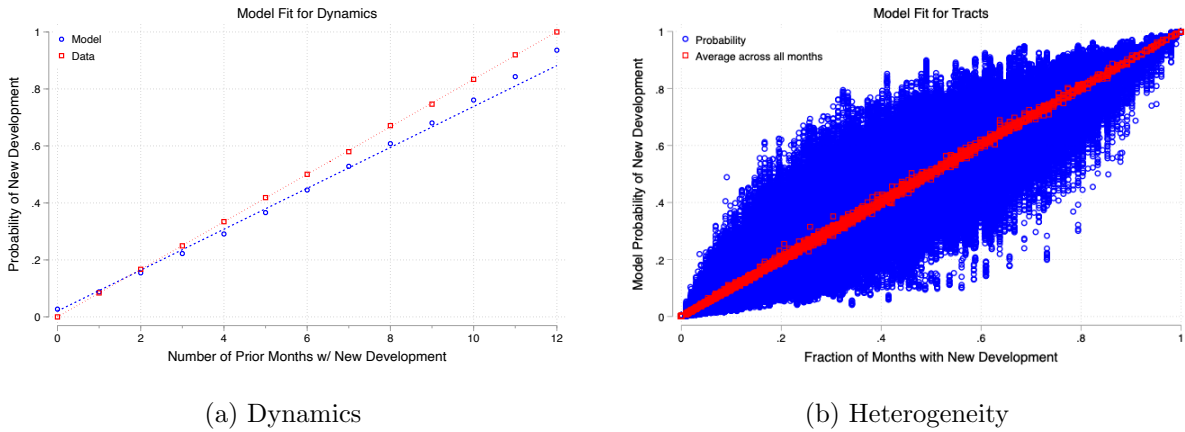 Model Fit for Dynamics
Model
Data
Probability of New Development
1
.8
.6
.4
.2
0
0 2 4 6 8 10 12
Number of Prior Months w/ New Development
(a) Dynamics
Model Fit for Tracts
Probability
Average across all months
Model Probability of New Development
1
.8
.6
.4
.2
0
0 .2 .4 .6 .8 1
Fraction of Months with New Development
(b) Heterogeneity